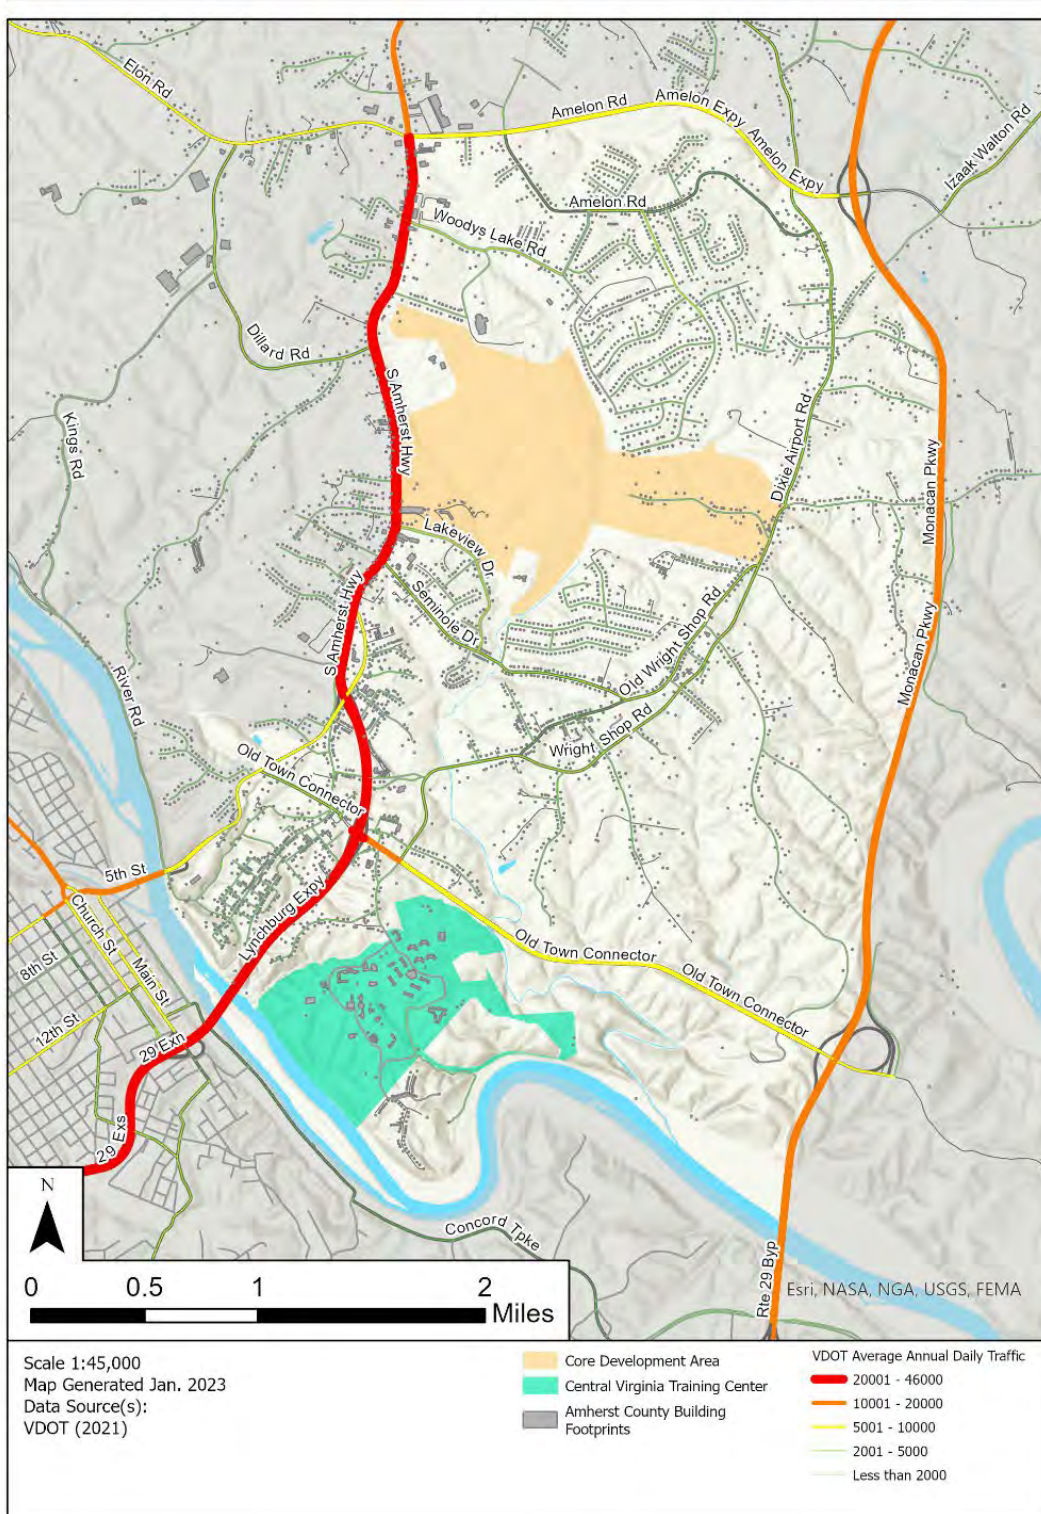 Elon Rd
Amelon Rd
Amelon Expy
Amelon Expy
Izaak Walton Rd
Amelon Rd
Woodys Lake Rd
Dillard Rd
S Amherst Hwy
Kings Rd
Dixie Airport Rd
Monacan Pkwy
Lakeview Dr
Seminole Dr
S Amherst Hwy
Old Wright Shop Rd
Monacan Pkwy
River Rd
Wright Shop Rd
Old Town Connector
5th St
Lynchburg Expy
Church St
Main St
8th St
12th St
Old Town Connector
Old Town Connector
29 Exn
29 Exs
Concord Tpke
Rte 29 Byp
N
0 0.5 1 2 Miles
Esri, NASA, NGA, USGS, FEMA
Scale 1:45,000
Map Generated Jan. 2023
Data Source(s):
VDOT (2021)
Core Development Area
Central Virginia Training Center
Amherst County Building
Footprints
VDOT Average Annual Daily Traffic
20001 - 46000
10001 - 20000
5001 - 10000
2001 - 5000
Less than 2000